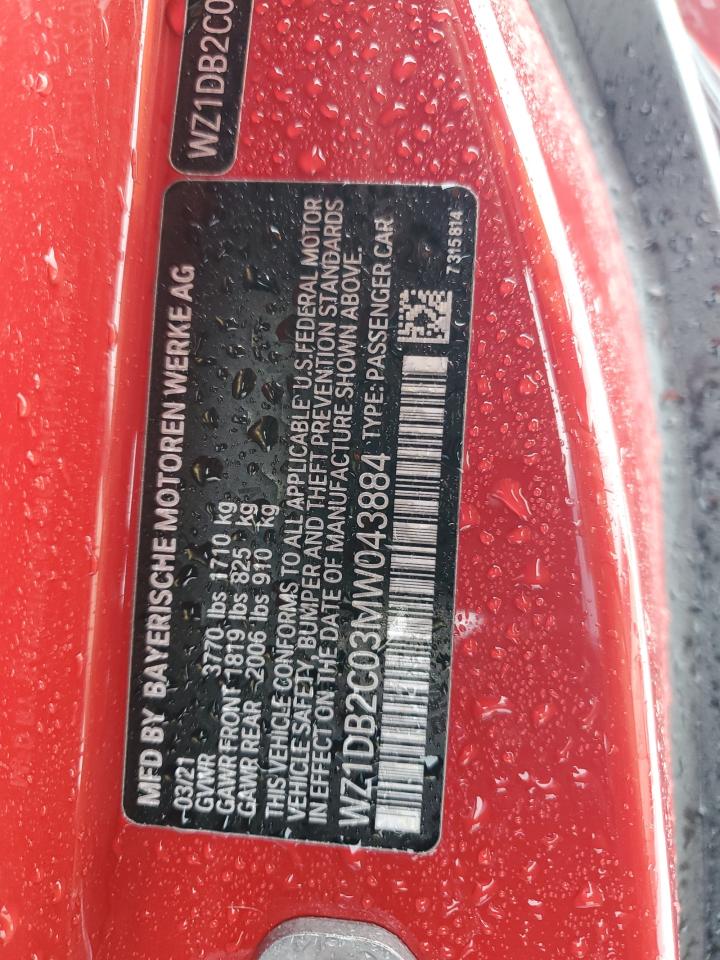 MFD BY BAYERISCHE MOTOREN WERKE AG
03/21
GVWR 3770 lbs 1710 kg
GAWR FRONT 1819 lbs 825 kg
GAWR REAR 2006 lbs 910 kg
THIS VEHICLE CONFORMS TO ALL APPLICABLE U.S. FEDERAL MOTOR
VEHICLE SAFETY, BUMPER AND THEFT PREVENTION STANDARDS
IN EFFECT ON THE DATE OF MANUFACTURE SHOWN ABOVE.
WZ1DB2C03MW043884 TYPE: PASSENGER CAR
7 315 814
WZ1DB2C0